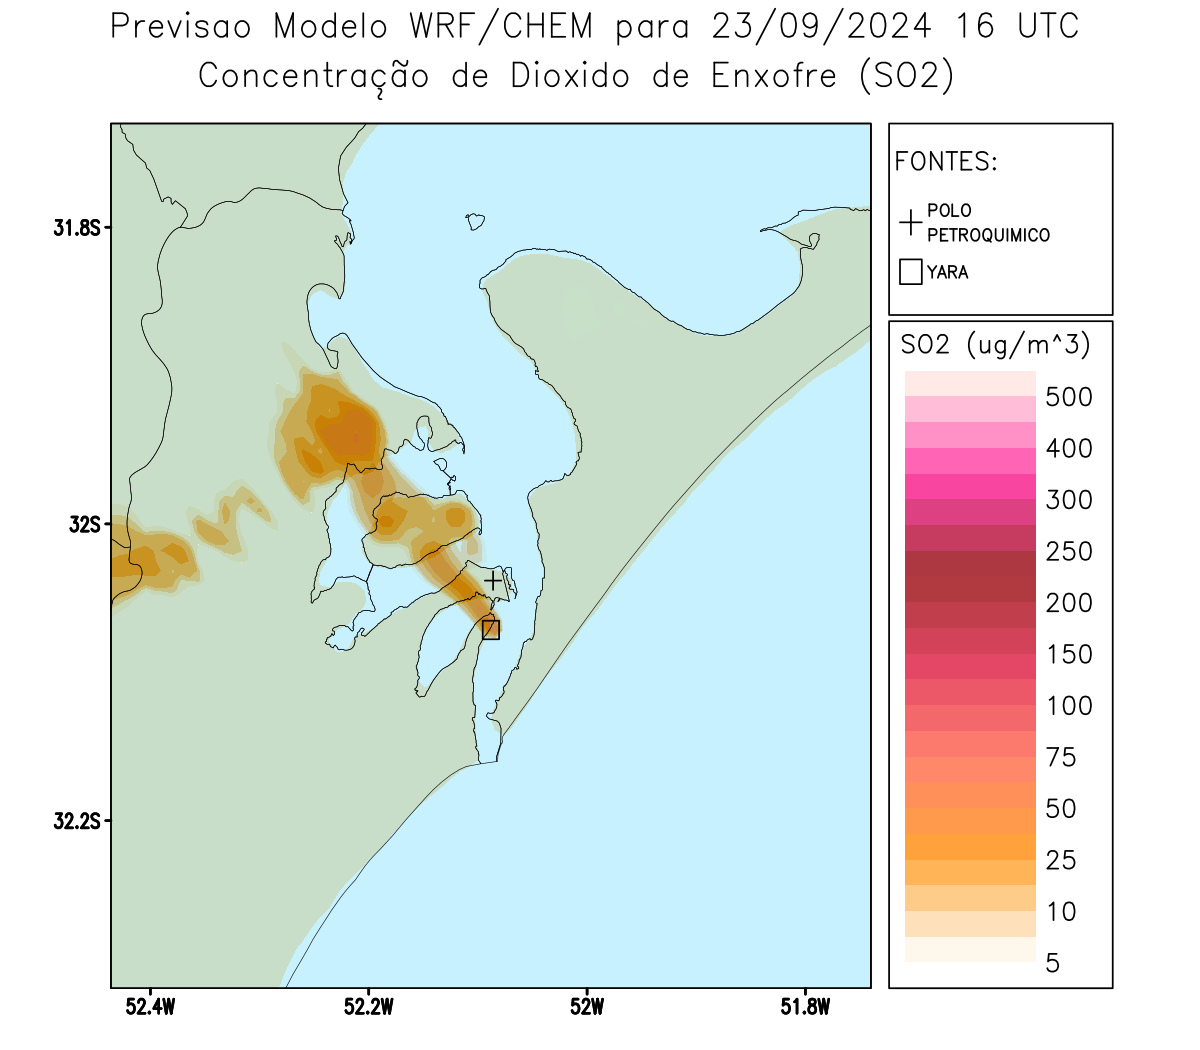 Previsao Modelo WRF/CHEM para 23/09/2024 16 UTC
Concentração de Dioxido de Enxofre (SO2)
FONTES:
POLO
PETROQUIMICO
YARA
SO2 (ug/m^3)
500
400
300
250
200
150
100
75
50
25
10
5
31.8S
32S
32.2S
52.4W
52.2W
52W
51.8W